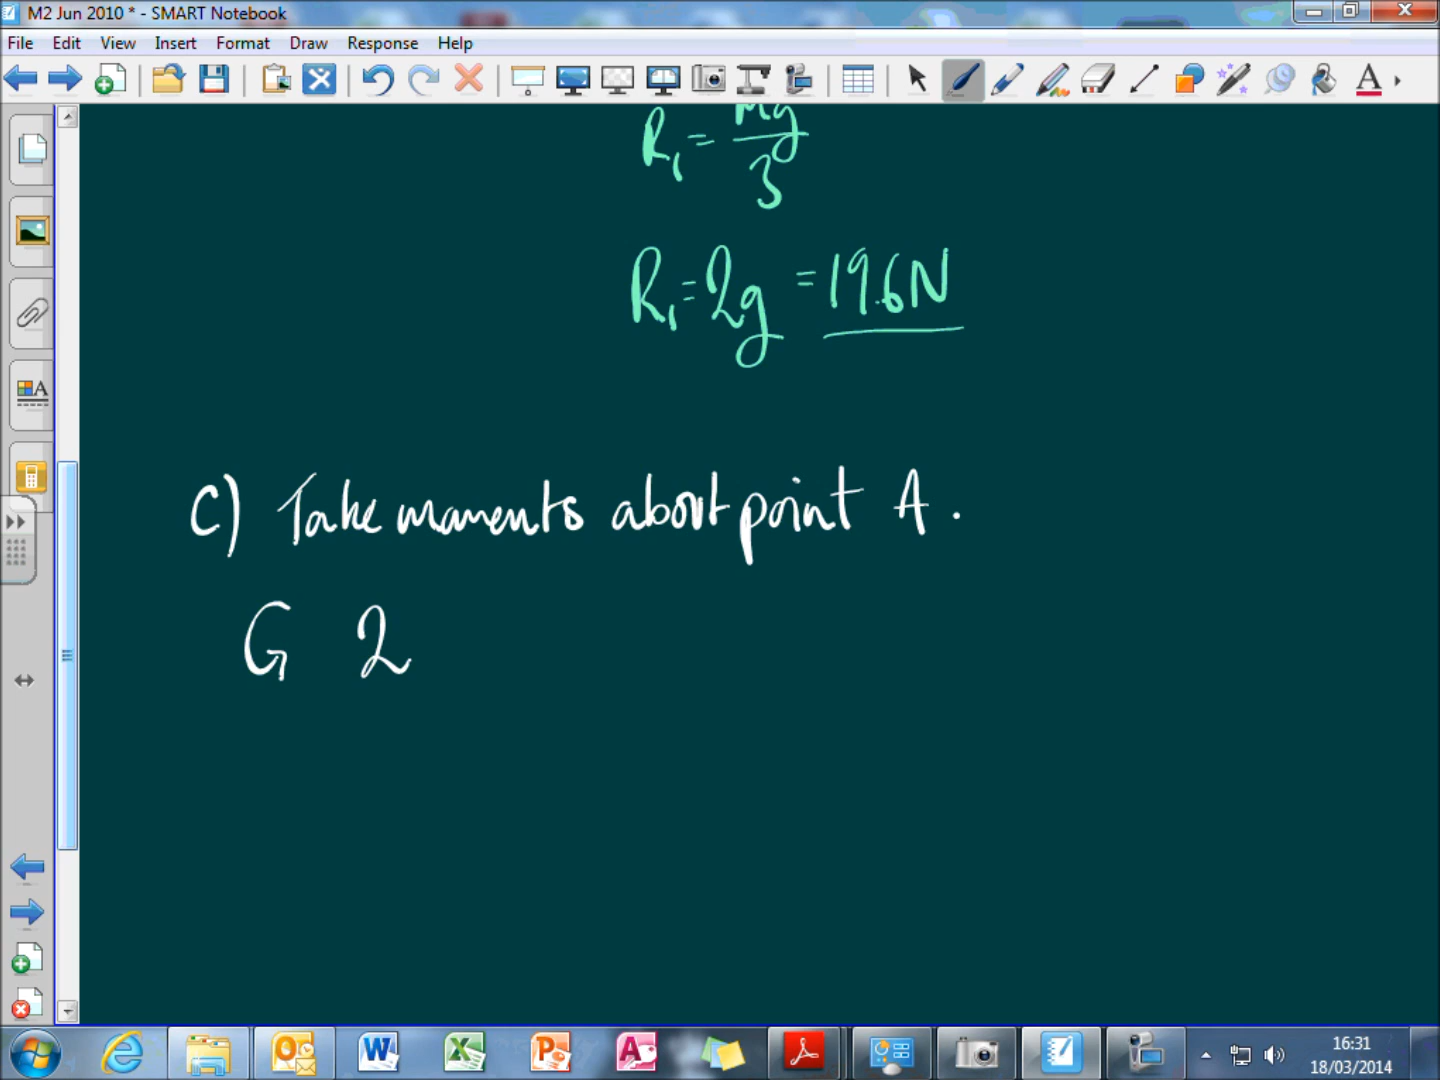 M2 Jun 2010 * - SMART Notebook
File Edit View Insert Format Draw Response Help
R₁ = Mg/3
R₁ = 2g = 19.6N
C) Take moments about point A.
2
16:31
18/03/2014